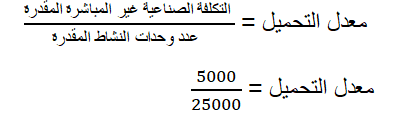 معدل التحميل = التكلفة الصناعية غير المباشرة المقدرة / عدد وحدات النشاط المقدرة
معدل التحميل = 5000 / 25000